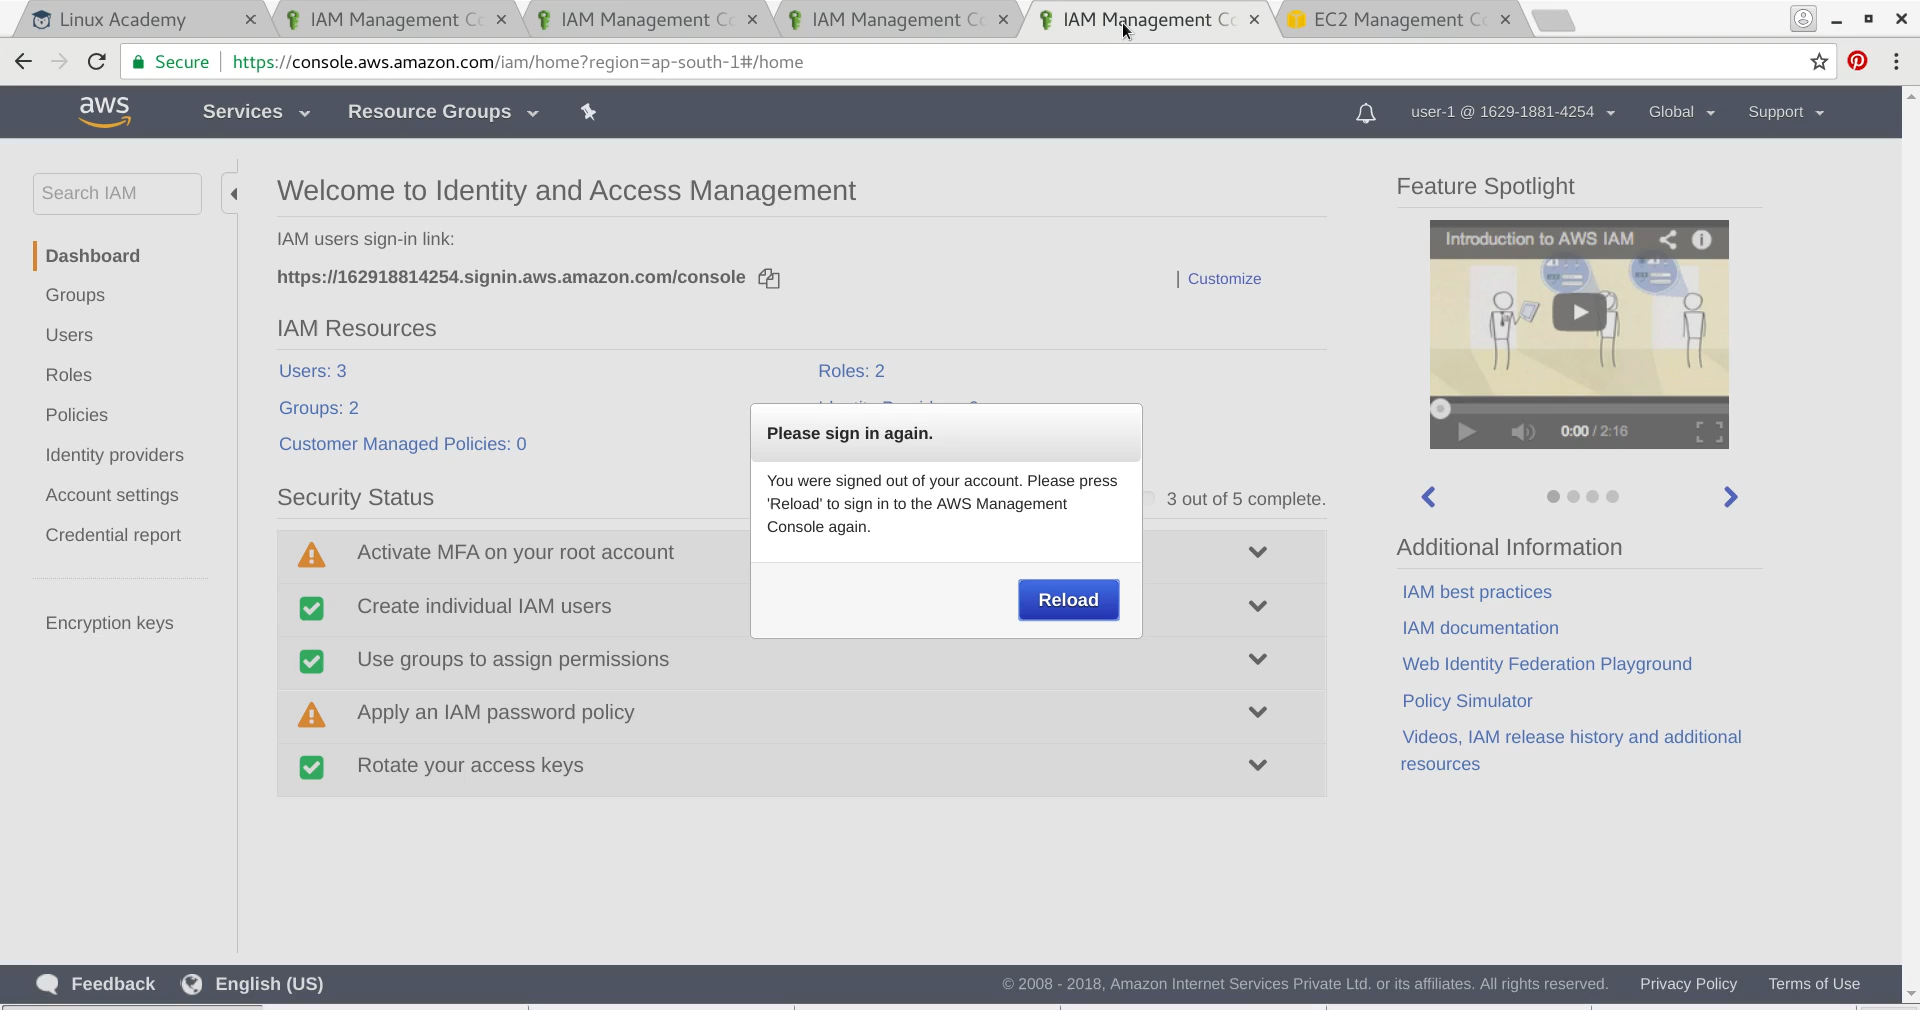 Linux Academy
IAM Management Co
IAM Management Co
IAM Management Co
IAM Management Co
EC2 Management C
Secure
https://console.aws.amazon.com/iam/home?region=ap-south-1#/home
aws
Services
Resource Groups
user-1 @ 1629-1881-4254
Global
Support
Search IAM
Dashboard
Groups
Users
Roles
Policies
Identity providers
Account settings
Credential report
Encryption keys
Welcome to Identity and Access Management
IAM users sign-in link:
https://162918814254.signin.aws.amazon.com/console
| Customize
IAM Resources
Users: 3
Roles: 2
Groups: 2
Customer Managed Policies: 0
Security Status
3 out of 5 complete.
Activate MFA on your root account
Create individual IAM users
Use groups to assign permissions
Apply an IAM password policy
Rotate your access keys
Please sign in again.
You were signed out of your account. Please press
'Reload' to sign in to the AWS Management
Console again.
Reload
Feature Spotlight
Introduction to AWS IAM
0:00 / 2:16
Additional Information
IAM best practices
IAM documentation
Web Identity Federation Playground
Policy Simulator
Videos, IAM release history and additional
resources
Feedback
English (US)
© 2008 - 2018, Amazon Internet Services Private Ltd. or its affiliates. All rights reserved.
Privacy Policy
Terms of Use